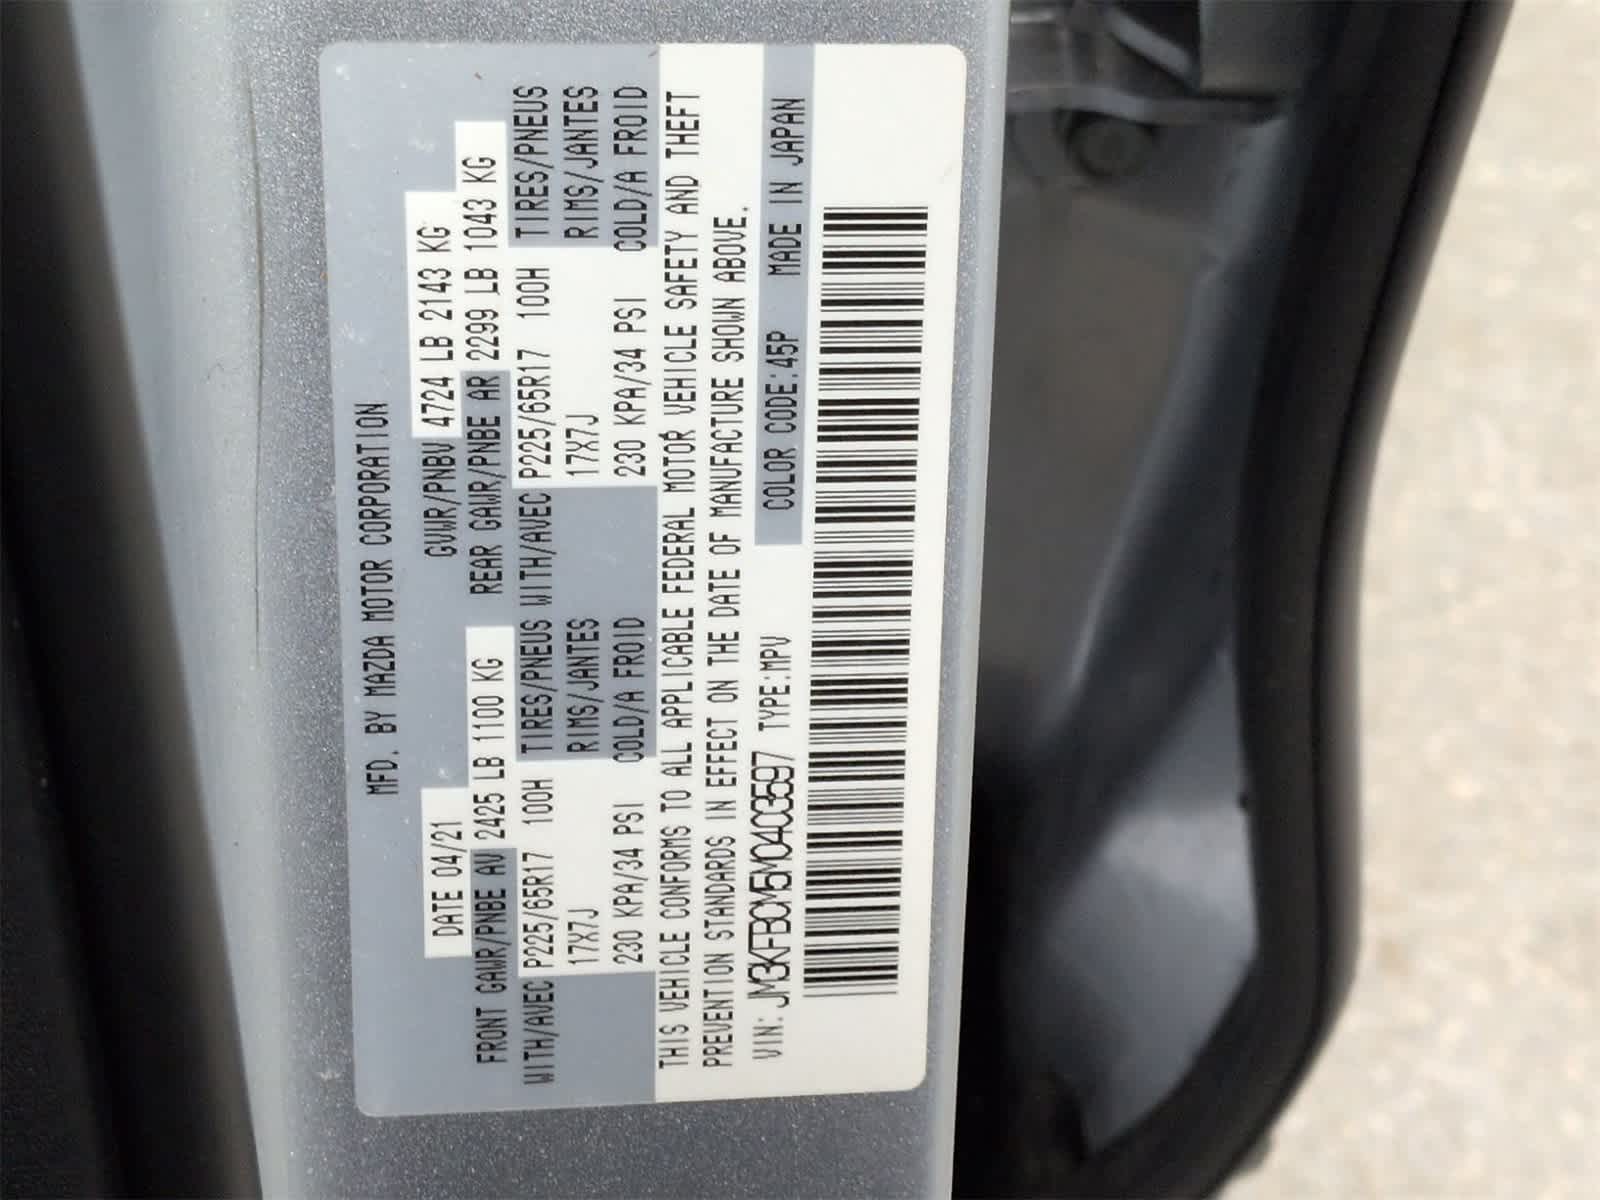 MFD. BY MAZDA MOTOR CORPORATION
DATE 04/21 GVWR/PNBV 4724 LB 2143 KG
FRONT GAWR/PNBE AV 2425 LB 1100 KG REAR GAWR/PNBE AR 2299 LB 1043 KG
WITH/AVEC P225/65R17 100H TIRES/PNEUS WITH/AVEC P225/65R17 100H TIRES/PNEUS
17X7J RIMS/JANTES 17X7J RIMS/JANTES
230 KPA/34 PSI COLD/A FROID 230 KPA/34 PSI COLD/A FROID
THIS VEHICLE CONFORMS TO ALL APPLICABLE FEDERAL MOTOR VEHICLE SAFETY AND THEFT
PREVENTION STANDARDS IN EFFECT ON THE DATE OF MANUFACTURE SHOWN ABOVE.
VIN: JM3KFBCM5M0403597 TYPE:MPV COLOR CODE:45P MADE IN JAPAN